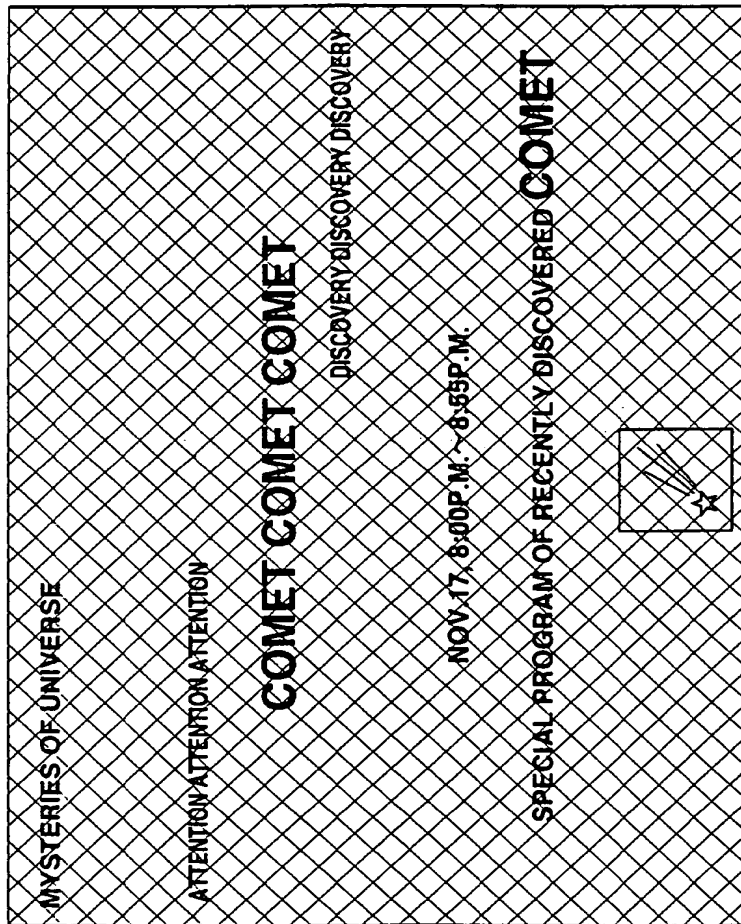 MYSTERIES OF UNIVERSE
ATTENTION ATTENTION ATTENTION
COMET COMET COMET
DISCOVERY DISCOVERY DISCOVERY
NOV.17, 8:00P.M.~8:55P.M.
SPECIAL PROGRAM OF RECENTLY DISCOVERED COMET